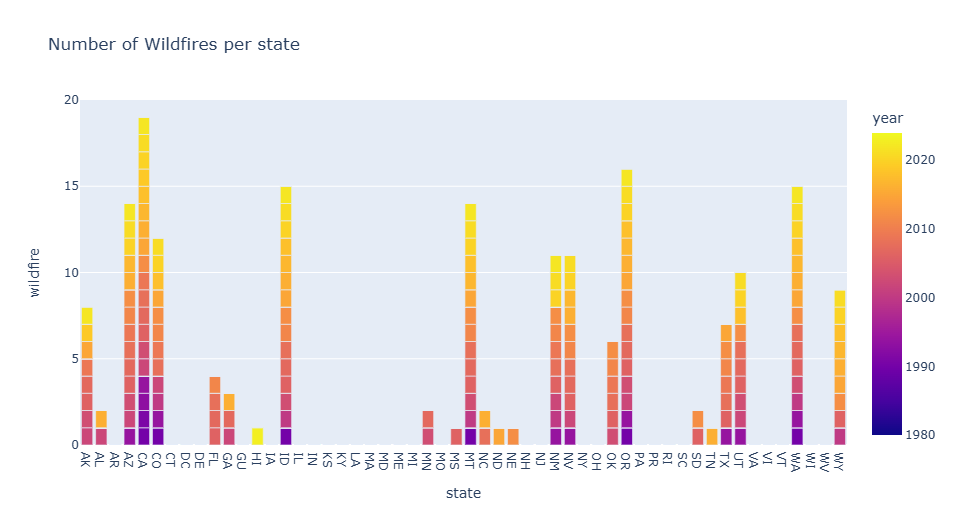 Number of Wildfires per state
year
wildfire
20
15
10
5
0
2020
2010
2000
1990
1980
AK AL AR AZ CA CO CT DC DE FL GA GU HI IA ID IL IN KS KY LA MA MD ME MI MN MO MS MT NC ND NE NH NJ NM NV NY OH OK OR PA PR RI SC SD TN TX UT VA VI VT WA WI WV WY
state